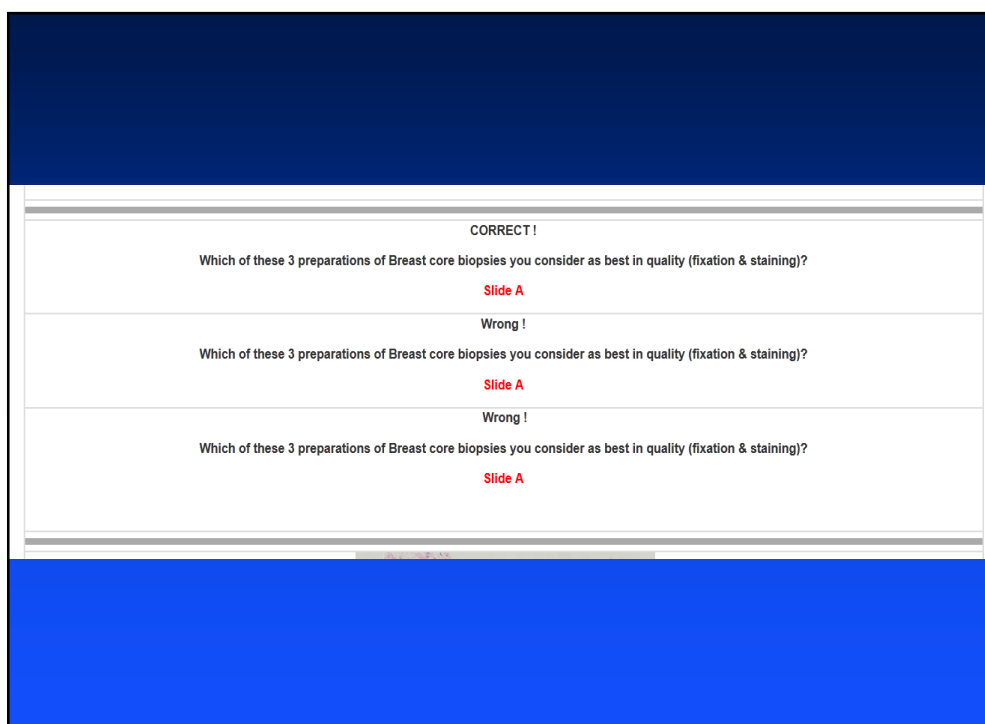 CORRECT !
Which of these 3 preparations of Breast core biopsies you consider as best in quality (fixation & staining)?
Slide A
Wrong !
Which of these 3 preparations of Breast core biopsies you consider as best in quality (fixation & staining)?
Slide A
Wrong !
Which of these 3 preparations of Breast core biopsies you consider as best in quality (fixation & staining)?
Slide A